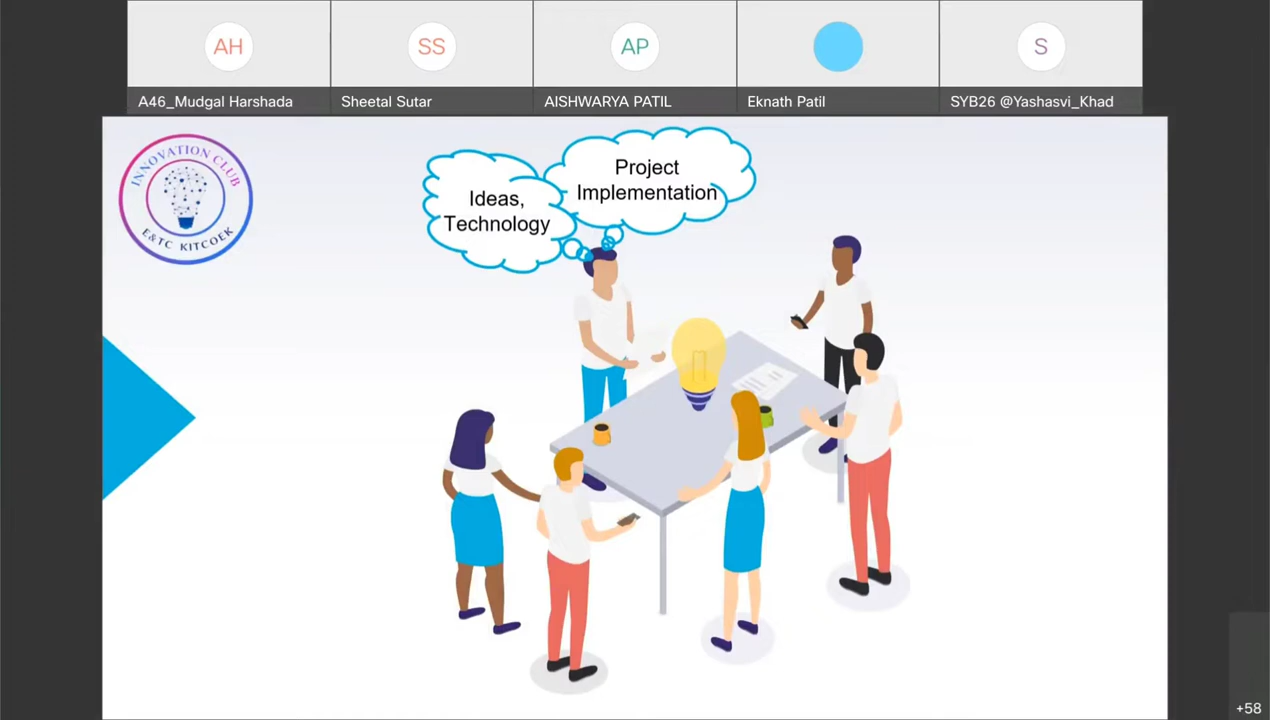 AH
SS
AP
S
A46_Mudgal Harshada
Sheetal Sutar
AISHWARYA PATIL
Eknath Patil
SYB26 @Yashasvi_Khad
INNOVATION CLUB
E&TC KITCOEK
Project
Implementation
Ideas,
Technology
+58